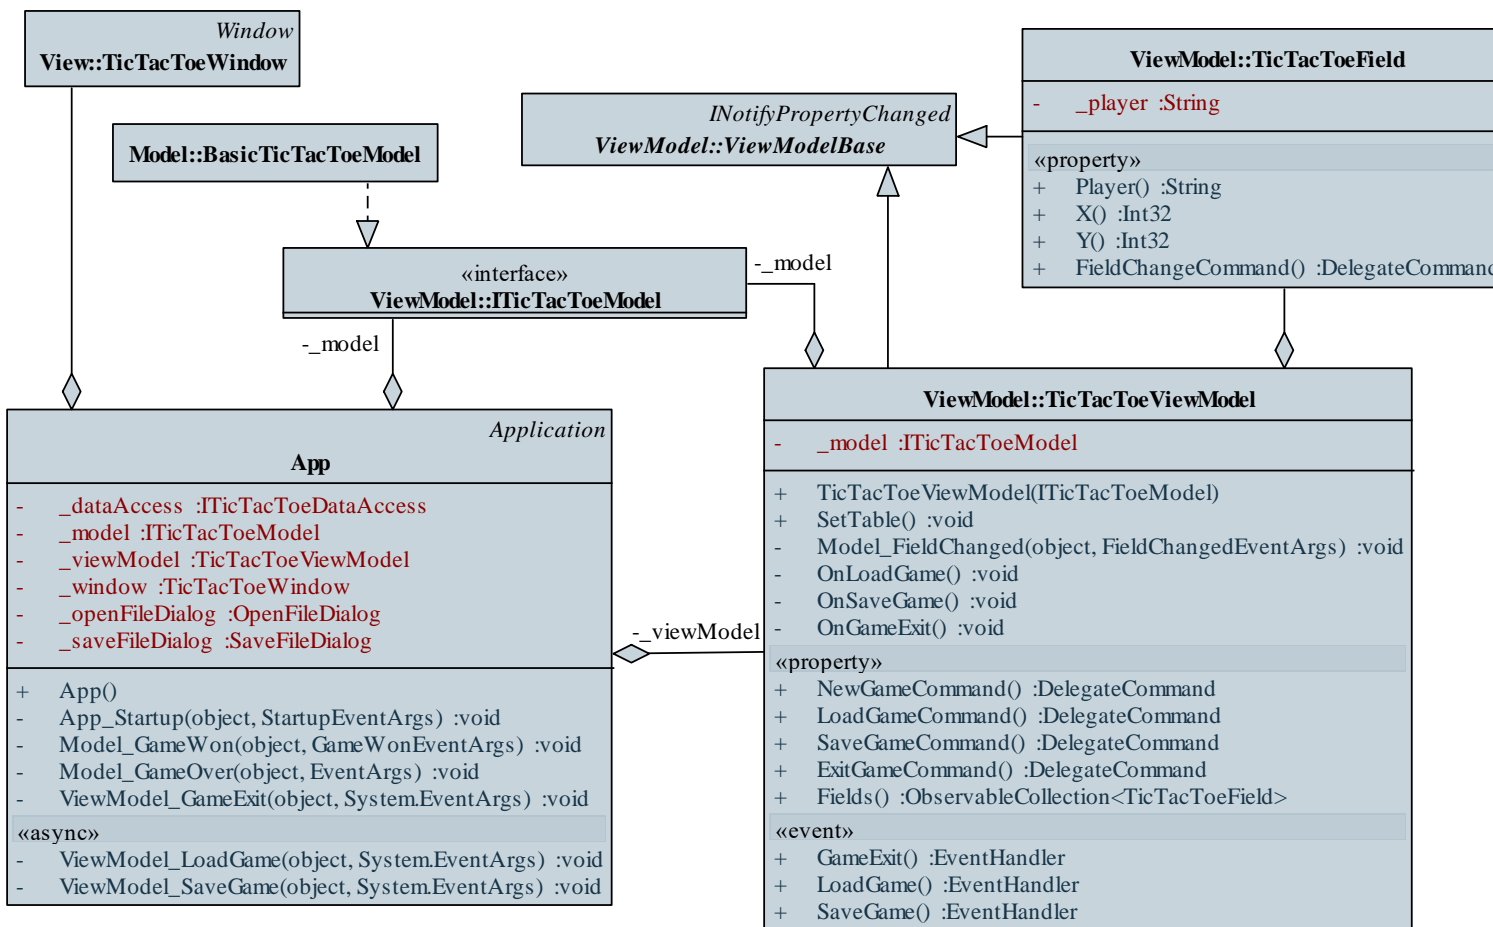 Window
View::TicTacToeWindow
Model::BasicTicTacToeModel
INotifyPropertyChanged
ViewModel::ViewModelBase
ViewModel::TicTacToeField
- _player :String
«property»
+ Player() :String
+ X() :Int32
+ Y() :Int32
+ FieldChangeCommand() :DelegateCommand
«interface»
ViewModel::ITicTacToeModel
-_model
-_model
Application
App
- _dataAccess :ITicTacToeDataAccess
- _model :ITicTacToeModel
- _viewModel :TicTacToeViewModel
- _window :TicTacToeWindow
- _openFileDialog :OpenFileDialog
- _saveFileDialog :SaveFileDialog
+ App()
- App_Startup(object, StartupEventArgs) :void
- Model_GameWon(object, GameWonEventArgs) :void
- Model_GameOver(object, EventArgs) :void
- ViewModel_GameExit(object, System.EventArgs) :void
«async»
- ViewModel_LoadGame(object, System.EventArgs) :void
- ViewModel_SaveGame(object, System.EventArgs) :void
-_viewModel
ViewModel::TicTacToeViewModel
- _model :ITicTacToeModel
+ TicTacToeViewModel(ITicTacToeModel)
+ SetTable() :void
- Model_FieldChanged(object, FieldChangedEventArgs) :void
- OnLoadGame() :void
- OnSaveGame() :void
- OnGameExit() :void
«property»
+ NewGameCommand() :DelegateCommand
+ LoadGameCommand() :DelegateCommand
+ SaveGameCommand() :DelegateCommand
+ ExitGameCommand() :DelegateCommand
+ Fields() :ObservableCollection<TicTacToeField>
«event»
+ GameExit() :EventHandler
+ LoadGame() :EventHandler
+ SaveGame() :EventHandler